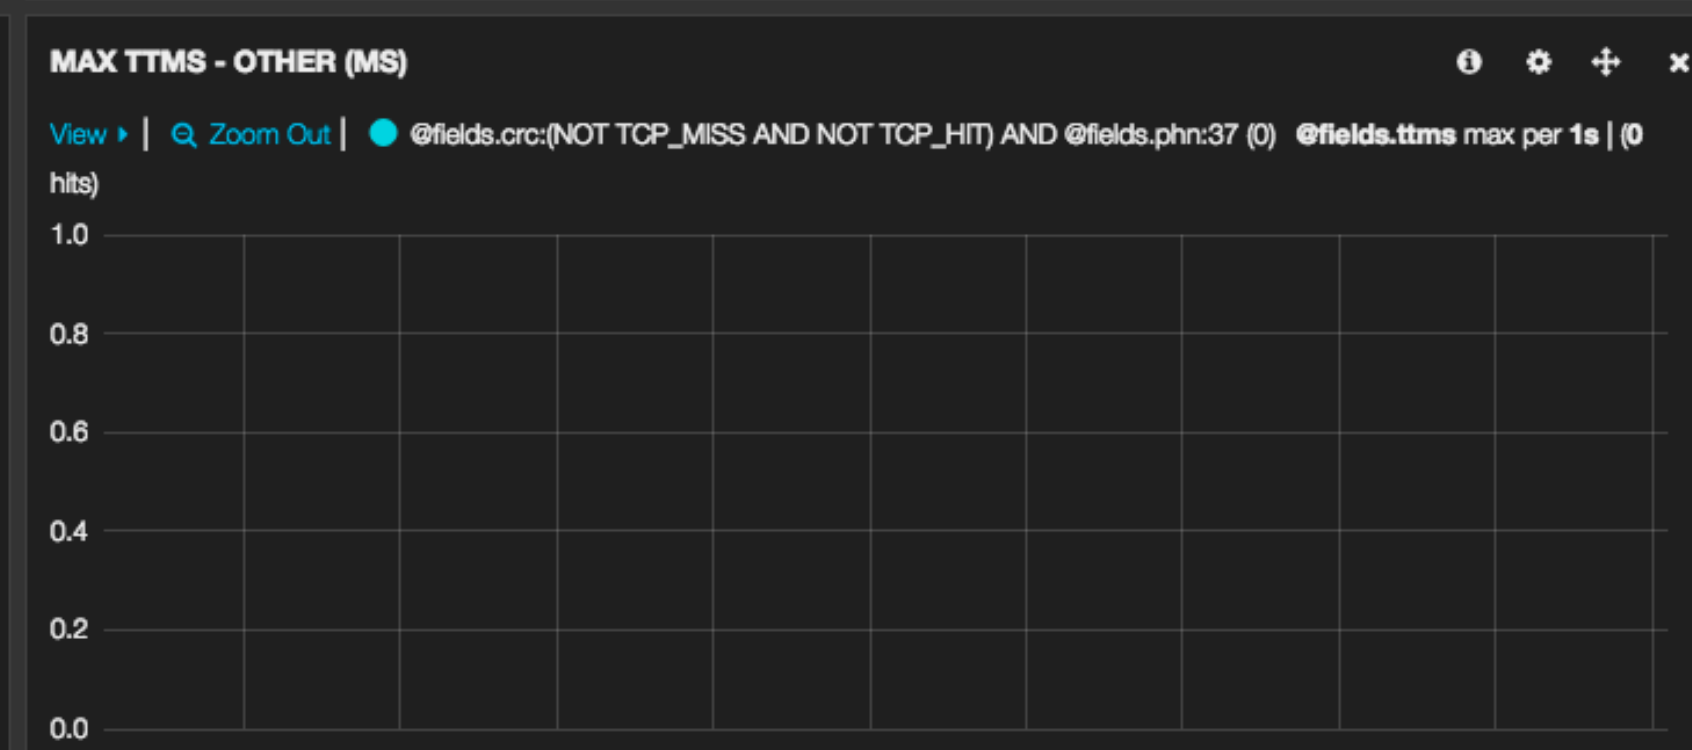 MAX TTMS - OTHER (MS)
View | Zoom Out | @fields.crc:(NOT TCP_MISS AND NOT TCP_HIT) AND @fields.phn:37 (0) @fields.ttms max per 1s | (0
hits)
1.0
0.8
0.6
0.4
0.2
0.0